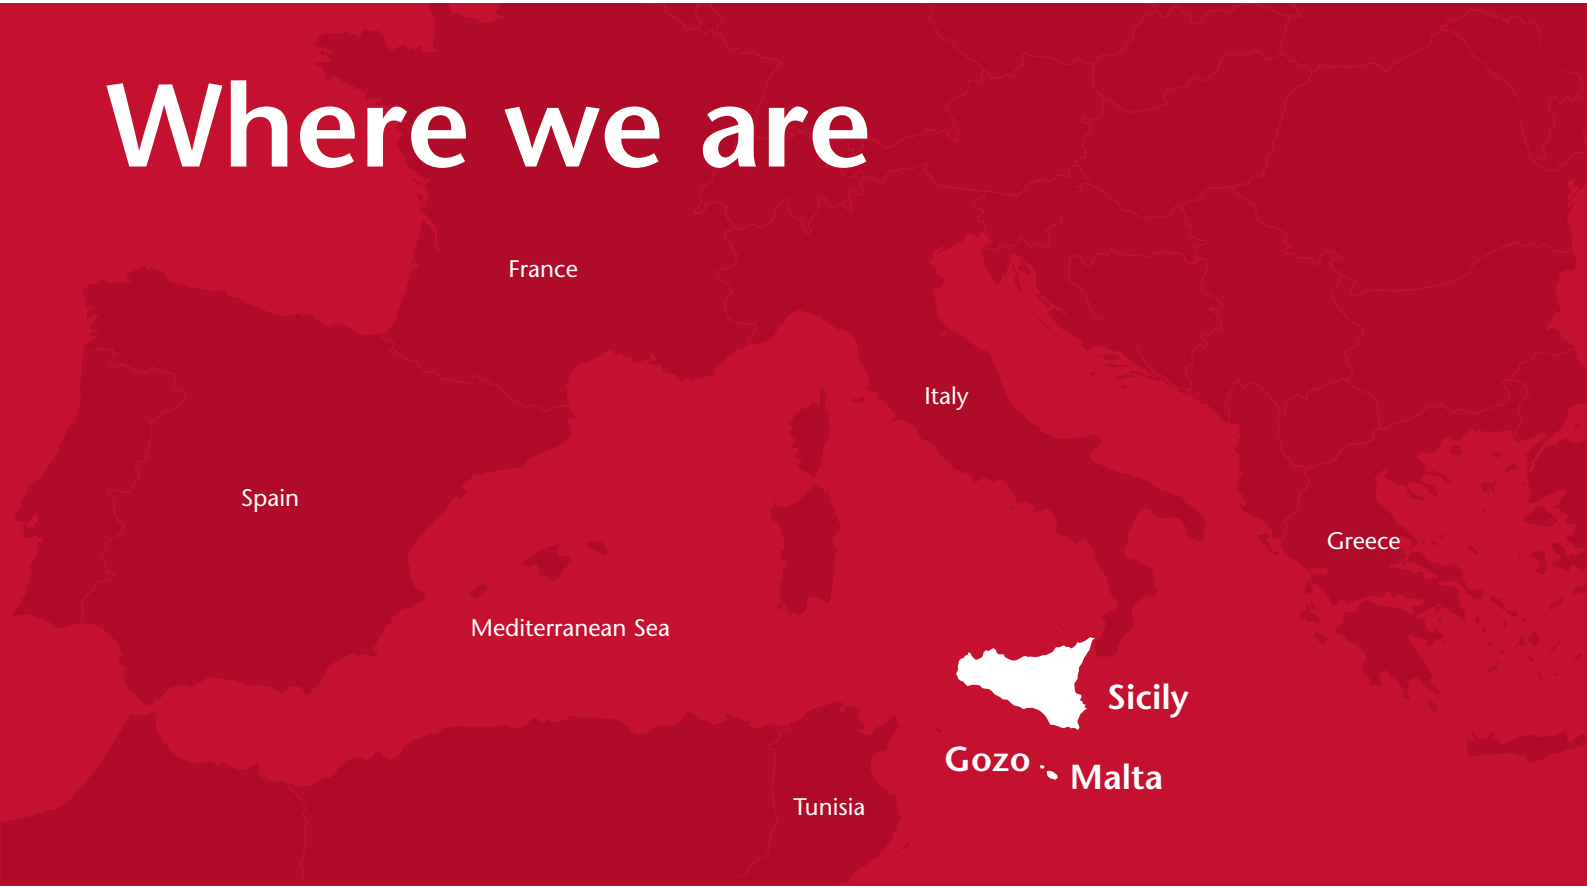 Where we are
France
Italy
Spain
Greece
Mediterranean Sea
Sicily
Gozo
Malta
Tunisia